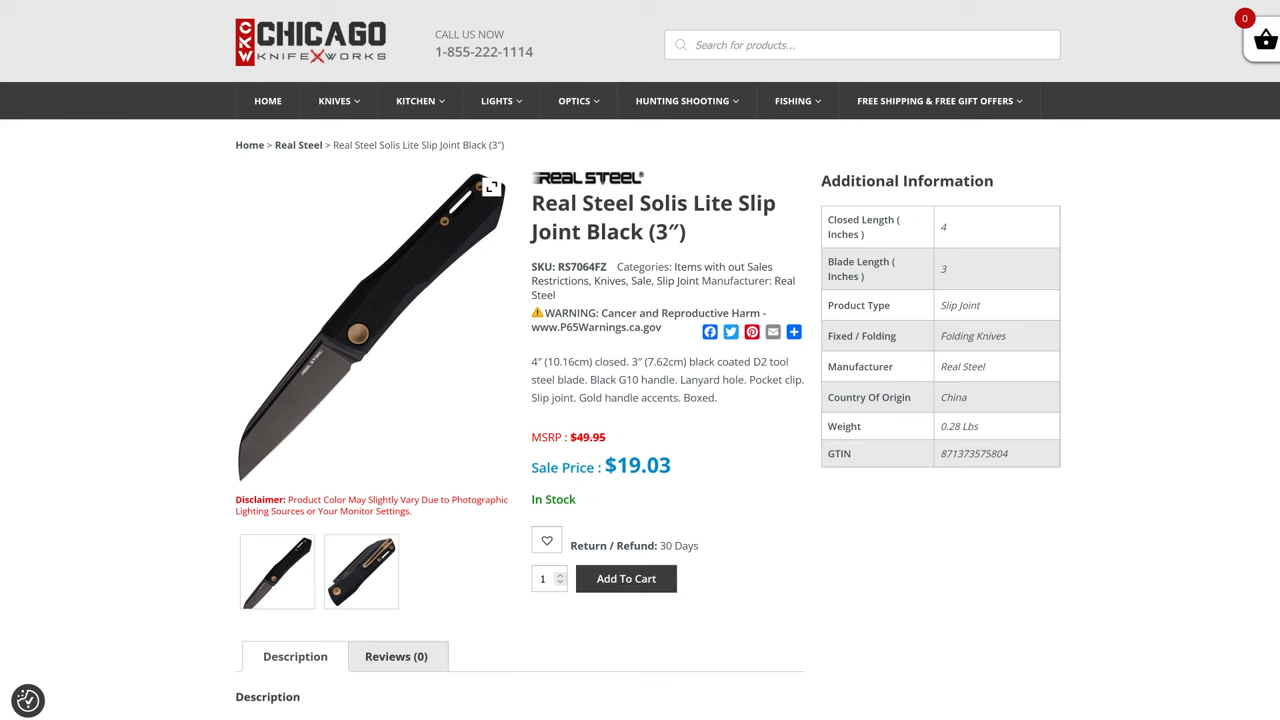 CKW CHICAGO
KNIFE WORKS
CALL US NOW
1-855-222-1114
Search for products...
0
HOME
KNIVES
KITCHEN
LIGHTS
OPTICS
HUNTING SHOOTING
FISHING
FREE SHIPPING & FREE GIFT OFFERS
Home > Real Steel > Real Steel Solis Lite Slip Joint Black (3″)
REAL STEEL
Disclaimer: Product Color May Slightly Vary Due to Photographic
Lighting Sources or Your Monitor Settings.
REAL STEEL®
Real Steel Solis Lite Slip
Joint Black (3″)
SKU: RS7064FZ Categories: Items with out Sales
Restrictions, Knives, Sale, Slip Joint Manufacturer: Real
Steel
WARNING: Cancer and Reproductive Harm -
www.P65Warnings.ca.gov
4″ (10.16cm) closed. 3″ (7.62cm) black coated D2 tool
steel blade. Black G10 handle. Lanyard hole. Pocket clip.
Slip joint. Gold handle accents. Boxed.
MSRP : $49.95
Sale Price : $19.03
In Stock
Return / Refund: 30 Days
1
Add To Cart
Additional Information
Closed Length (
Inches )
4
Blade Length (
Inches )
3
Product Type
Slip Joint
Fixed / Folding
Folding Knives
Manufacturer
Real Steel
Country Of Origin
China
Weight
0.28 Lbs
GTIN
871373575804
Description
Reviews (0)
Description